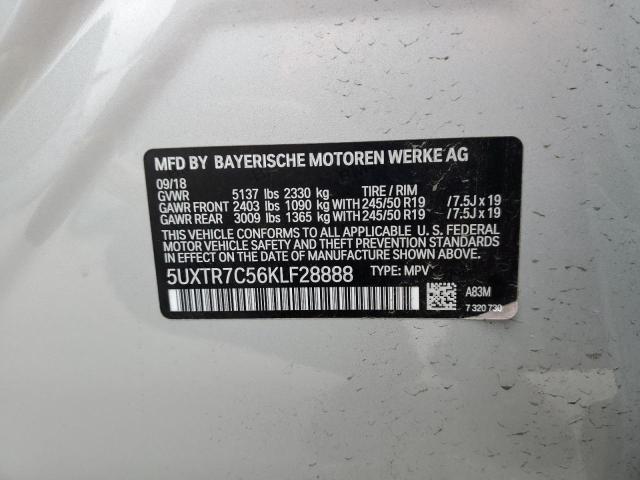 MFD BY BAYERISCHE MOTOREN WERKE AG
09/18
GVWR 5137 lbs 2330 kg TIRE / RIM
GAWR FRONT 2403 lbs 1090 kg WITH 245/50 R19 / 7.5J x 19
GAWR REAR 3009 lbs 1365 kg WITH 245/50 R19 / 7.5J x 19
THIS VEHICLE CONFORMS TO ALL APPLICABLE U. S. FEDERAL
MOTOR VEHICLE SAFETY AND THEFT PREVENTION STANDARDS
IN EFFECT ON THE DATE OF MANUFACTURE SHOWN ABOVE.
5UXTR7C56KLF28888 TYPE: MPV
A83M
7 320 730